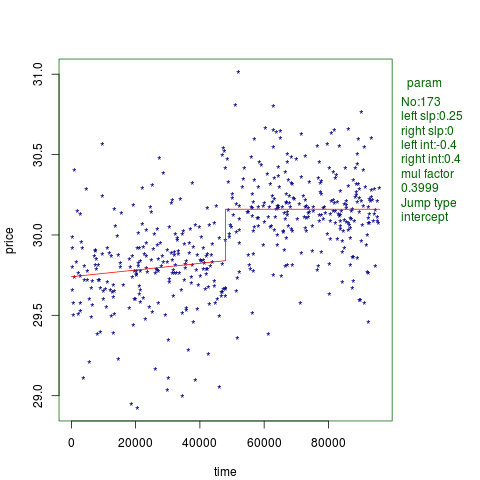 param
No:173
left slp:0.25
right slp:0
left int:-0.4
right int:0.4
mul factor
0.3999
Jump type
intercept
price
31.0
30.5
30.0
29.5
29.0
0 20000 40000 60000 80000
time